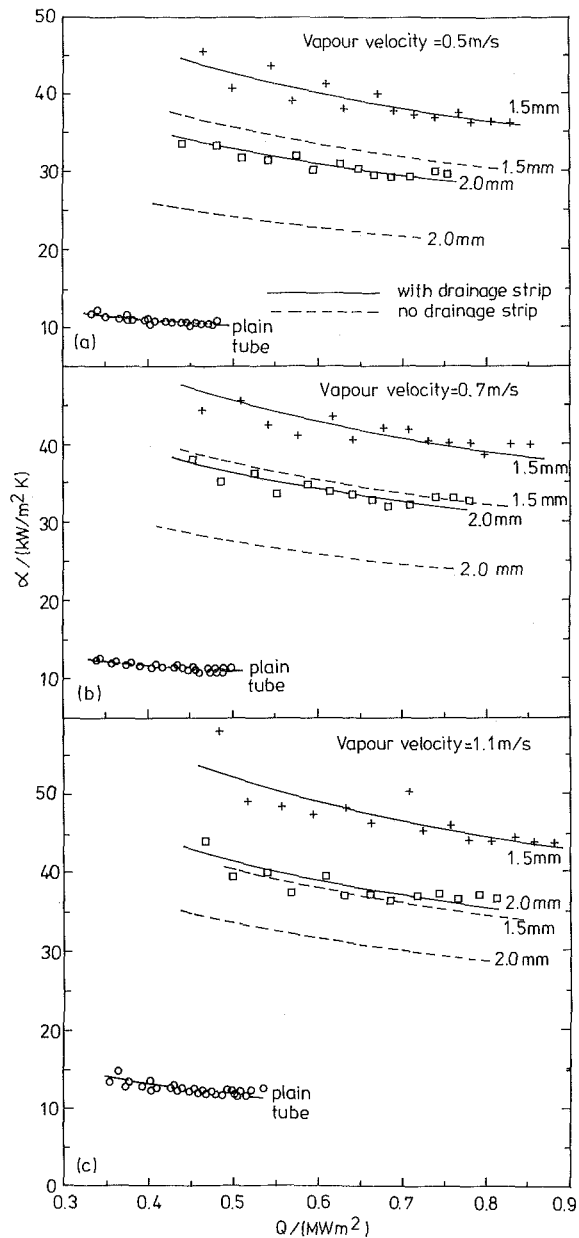 50
Vapour velocity =0.5m/s
40
1.5mm
1.5mm
30
2.0mm
2.0mm
20
with drainage strip
no drainage strip
10
plain
tube
(a)
Vapour velocity=0.7m/s
40
1.5mm
1.5mm
2.0mm
30
2.0 mm
α/(kW/m² K)
20
10
plain
tube
(b)
Vapour velocity=1.1m/s
50
1.5mm
40
2.0mm
1.5mm
30
2.0mm
20
10
plain
tube
(c)
0
0.3 0.4 0.5 0.6 0.7 0.8 0.9
Q/(MWm²)